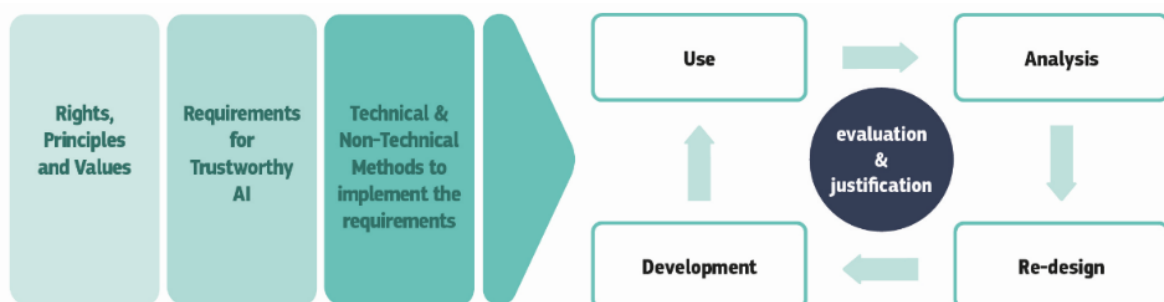 Rights,
Principles
and Values
Requirements
for
Trustworthy
AI
Technical &
Non-Technical
Methods to
implement the
requirements
Use
Analysis
evaluation
&
justification
Development
Re-design